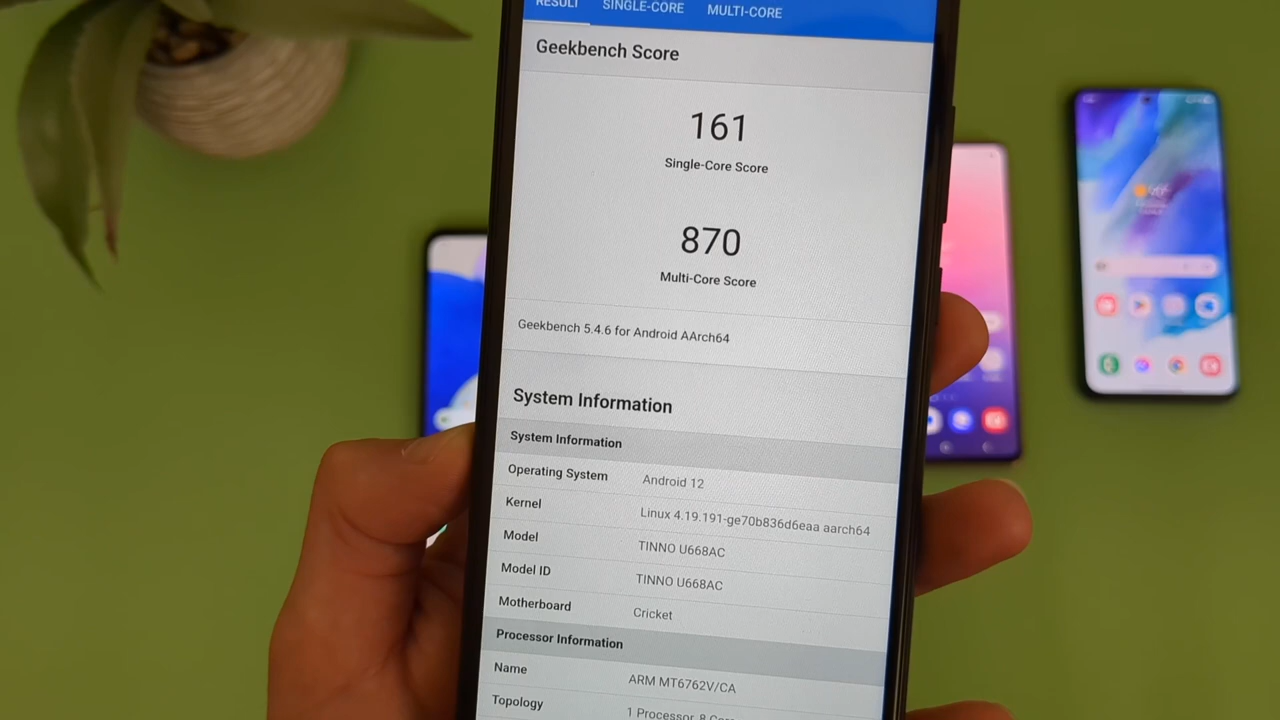 RESULT SINGLE-CORE MULTI-CORE
Geekbench Score
161
Single-Core Score
870
Multi-Core Score
Geekbench 5.4.6 for Android AArch64
System Information
System Information
Operating System Android 12
Kernel Linux 4.19.191-ge70b836d6eaa aarch64
Model TINNO U668AC
Model ID TINNO U668AC
Motherboard Cricket
Processor Information
Name ARM MT6762V/CA
Topology 1 Processor, 8